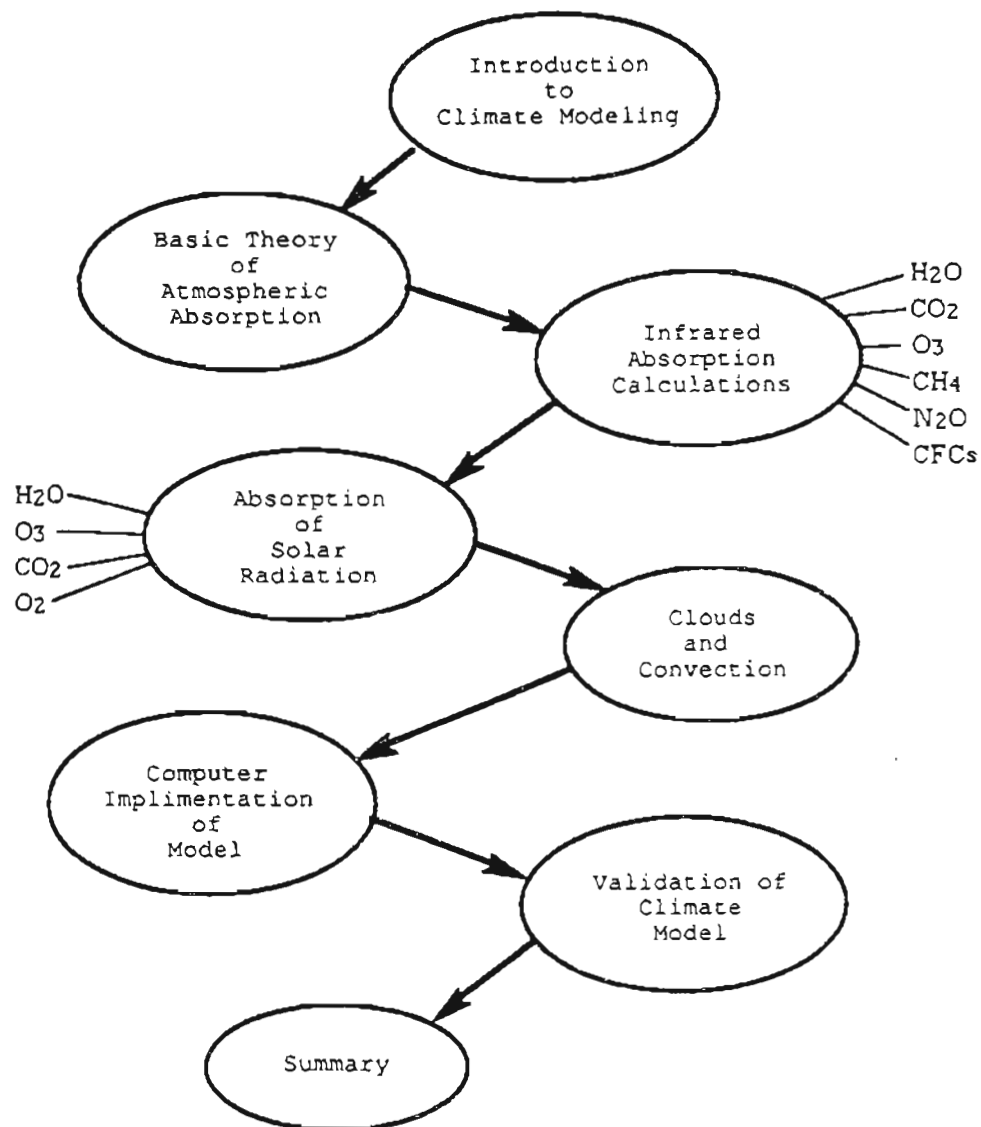 Introduction
to
Climate Modeling
Basic Theory
of
Atmospheric
Absorption
Infrared
Absorption
Calculations
H2O
CO2
O3
CH4
N2O
CFCs
Absorption
of
Solar
Radiation
H2O
O3
CO2
O2
Clouds
and
Convection
Computer
Implimentation
of
Model
Validation of
Climate
Model
Summary